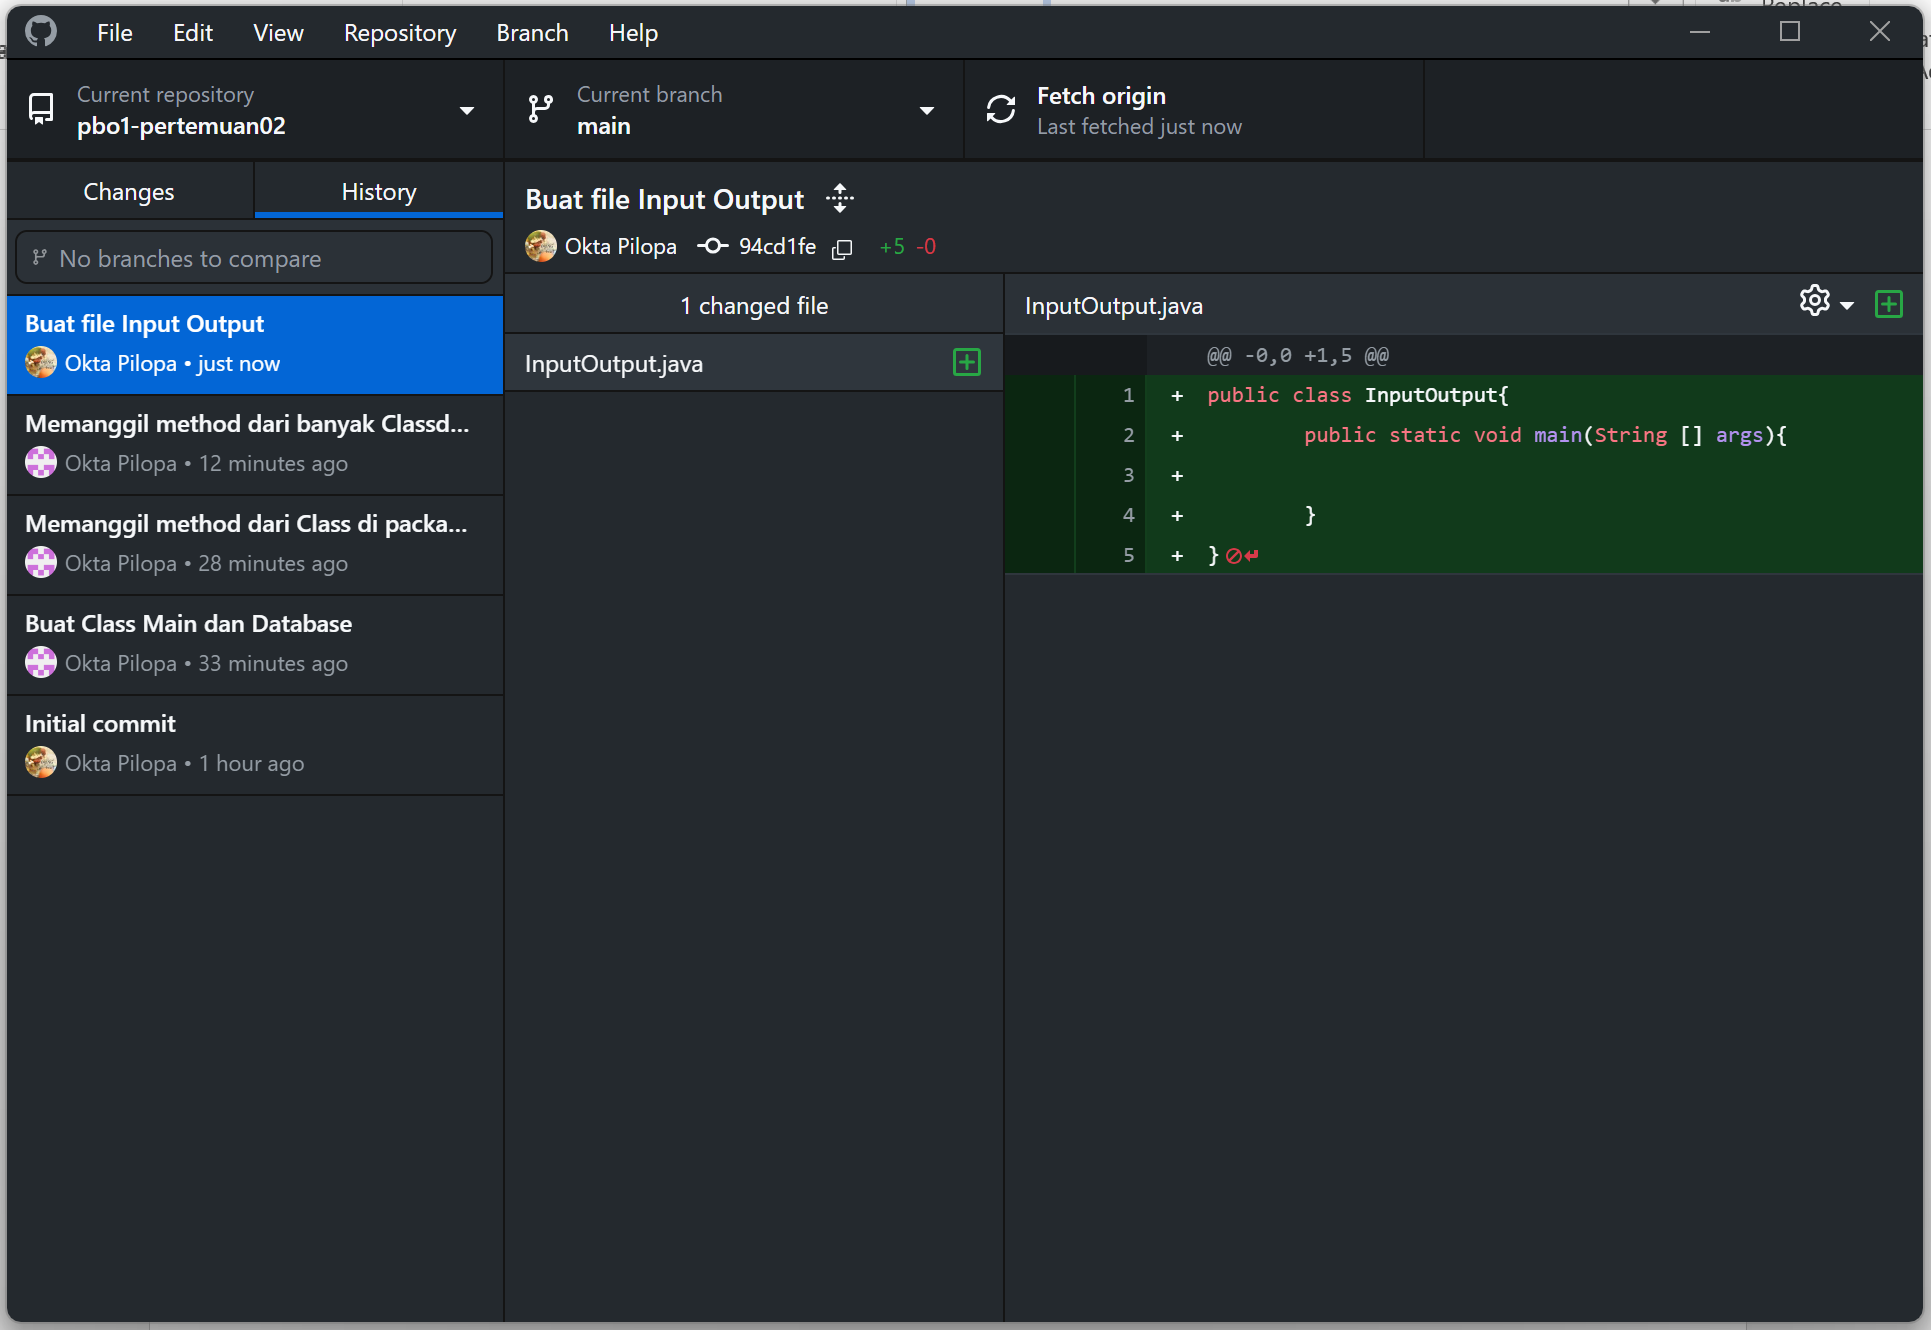 File Edit View Repository Branch Help
Current repository
pbo1-pertemuan02
Current branch
main
Fetch origin
Last fetched just now
Changes
History
No branches to compare
Buat file Input Output
Okta Pilopa • just now
Memanggil method dari banyak Classd...
Okta Pilopa • 12 minutes ago
Memanggil method dari Class di packa...
Okta Pilopa • 28 minutes ago
Buat Class Main dan Database
Okta Pilopa • 33 minutes ago
Initial commit
Okta Pilopa • 1 hour ago
Buat file Input Output
Okta Pilopa 94cd1fe +5 -0
1 changed file
InputOutput.java
InputOutput.java
@@ -0,0 +1,5 @@
1 + public class InputOutput{
2 + public static void main(String [] args){
3 +
4 + }
5 + }